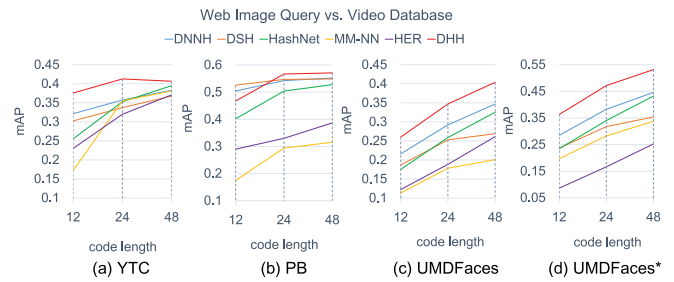 Web Image Query vs. Video Database
DNNH DSH HashNet MM-NN HER DHH
mAP
0.45
0.4
0.35
0.3
0.25
0.2
0.15
0.1
12 24 48
code length
(a) YTC
mAP
0.6
0.5
0.4
0.3
0.2
0.1
12 24 48
code length
(b) PB
mAP
0.45
0.4
0.35
0.3
0.25
0.2
0.15
0.1
12 24 48
code length
(c) UMDFaces
mAP
0.55
0.45
0.35
0.25
0.15
0.05
12 24 48
code length
(d) UMDFaces*